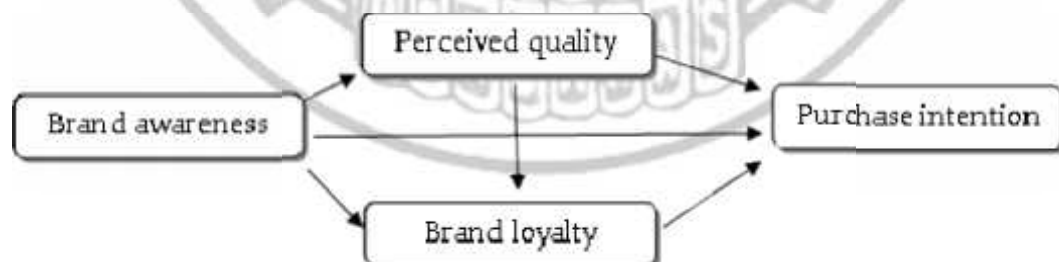 Perceived quality
Brand awareness
Purchase intention
Brand loyalty